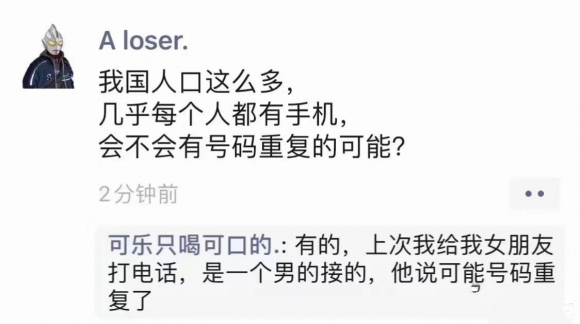 A loser.
我国人口这么多，
几乎每个人都有手机，
会不会有号码重复的可能？
2分钟前
可乐只喝可口的.: 有的，上次我给我女朋友
打电话，是一个男的接的，他说可能号码重
复了